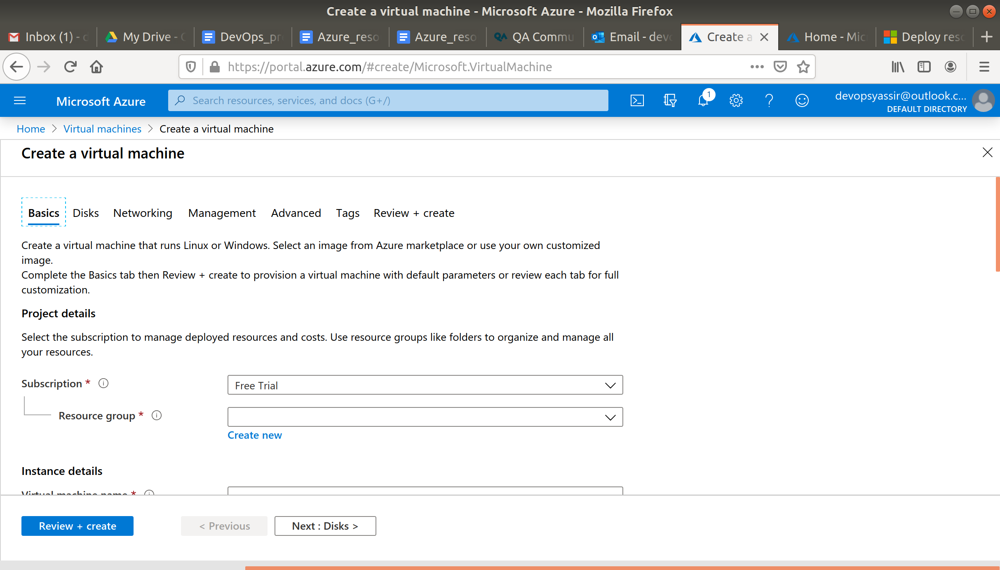 Create a virtual machine - Microsoft Azure - Mozilla Firefox
Inbox (1) - d
My Drive - G
DevOps_pr
Azure_reso
Azure_reso
QA Commu
Email - devo
Create a
Home - Mic
Deploy reso
https://portal.azure.com/#create/Microsoft.VirtualMachine
Microsoft Azure
Search resources, services, and docs (G+/)
1
devopsyassir@outlook.c...
DEFAULT DIRECTORY
Home > Virtual machines > Create a virtual machine
Create a virtual machine
Basics Disks Networking Management Advanced Tags Review + create
Create a virtual machine that runs Linux or Windows. Select an image from Azure marketplace or use your own customized
image.
Complete the Basics tab then Review + create to provision a virtual machine with default parameters or review each tab for full
customization.
Project details
Select the subscription to manage deployed resources and costs. Use resource groups like folders to organize and manage all
your resources.
Subscription *
Free Trial
Resource group *
Create new
Instance details
Virtual machine name *
Review + create
< Previous
Next : Disks >